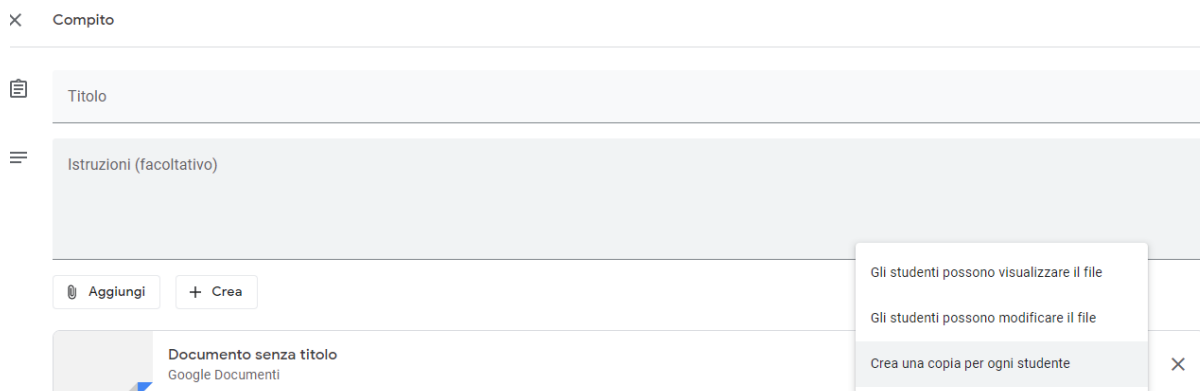 Compito
Titolo
Istruzioni (facoltativo)
Aggiungi
Crea
Gli studenti possono visualizzare il file
Gli studenti possono modificare il file
Crea una copia per ogni studente
Documento senza titolo
Google Documenti